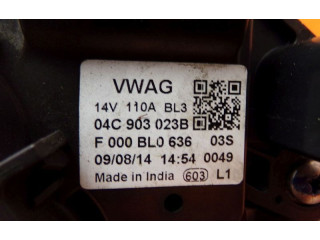 VWAG
14V 110A BL3
04C 903 023B
F 000 BL0 636 03S
09/08/14 14:54 0049
Made in India 603 L1